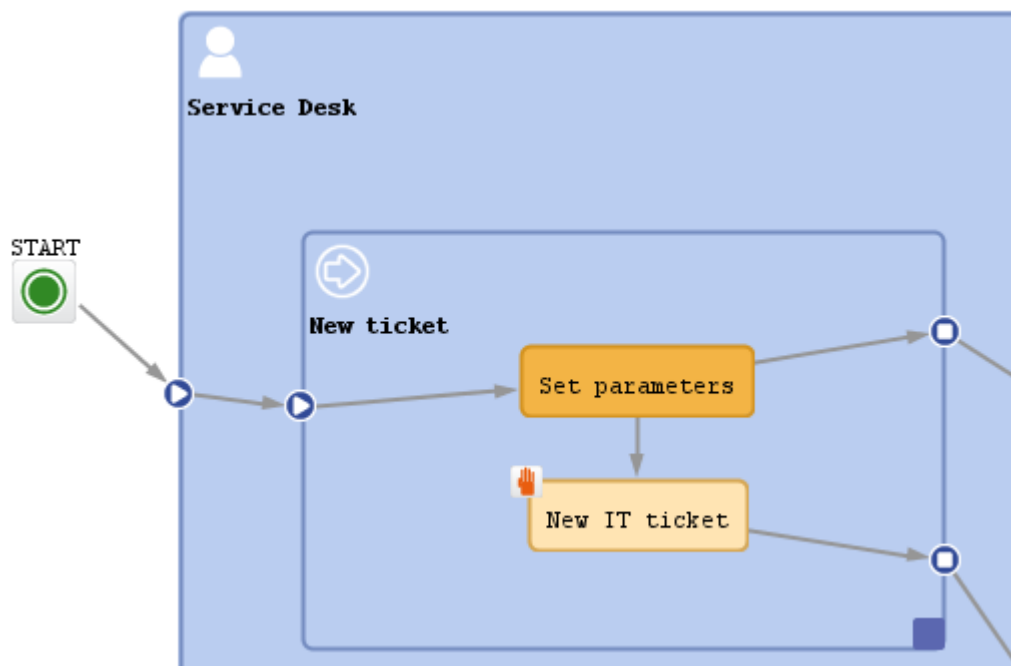 Service Desk
START
New ticket
Set parameters
New IT ticket